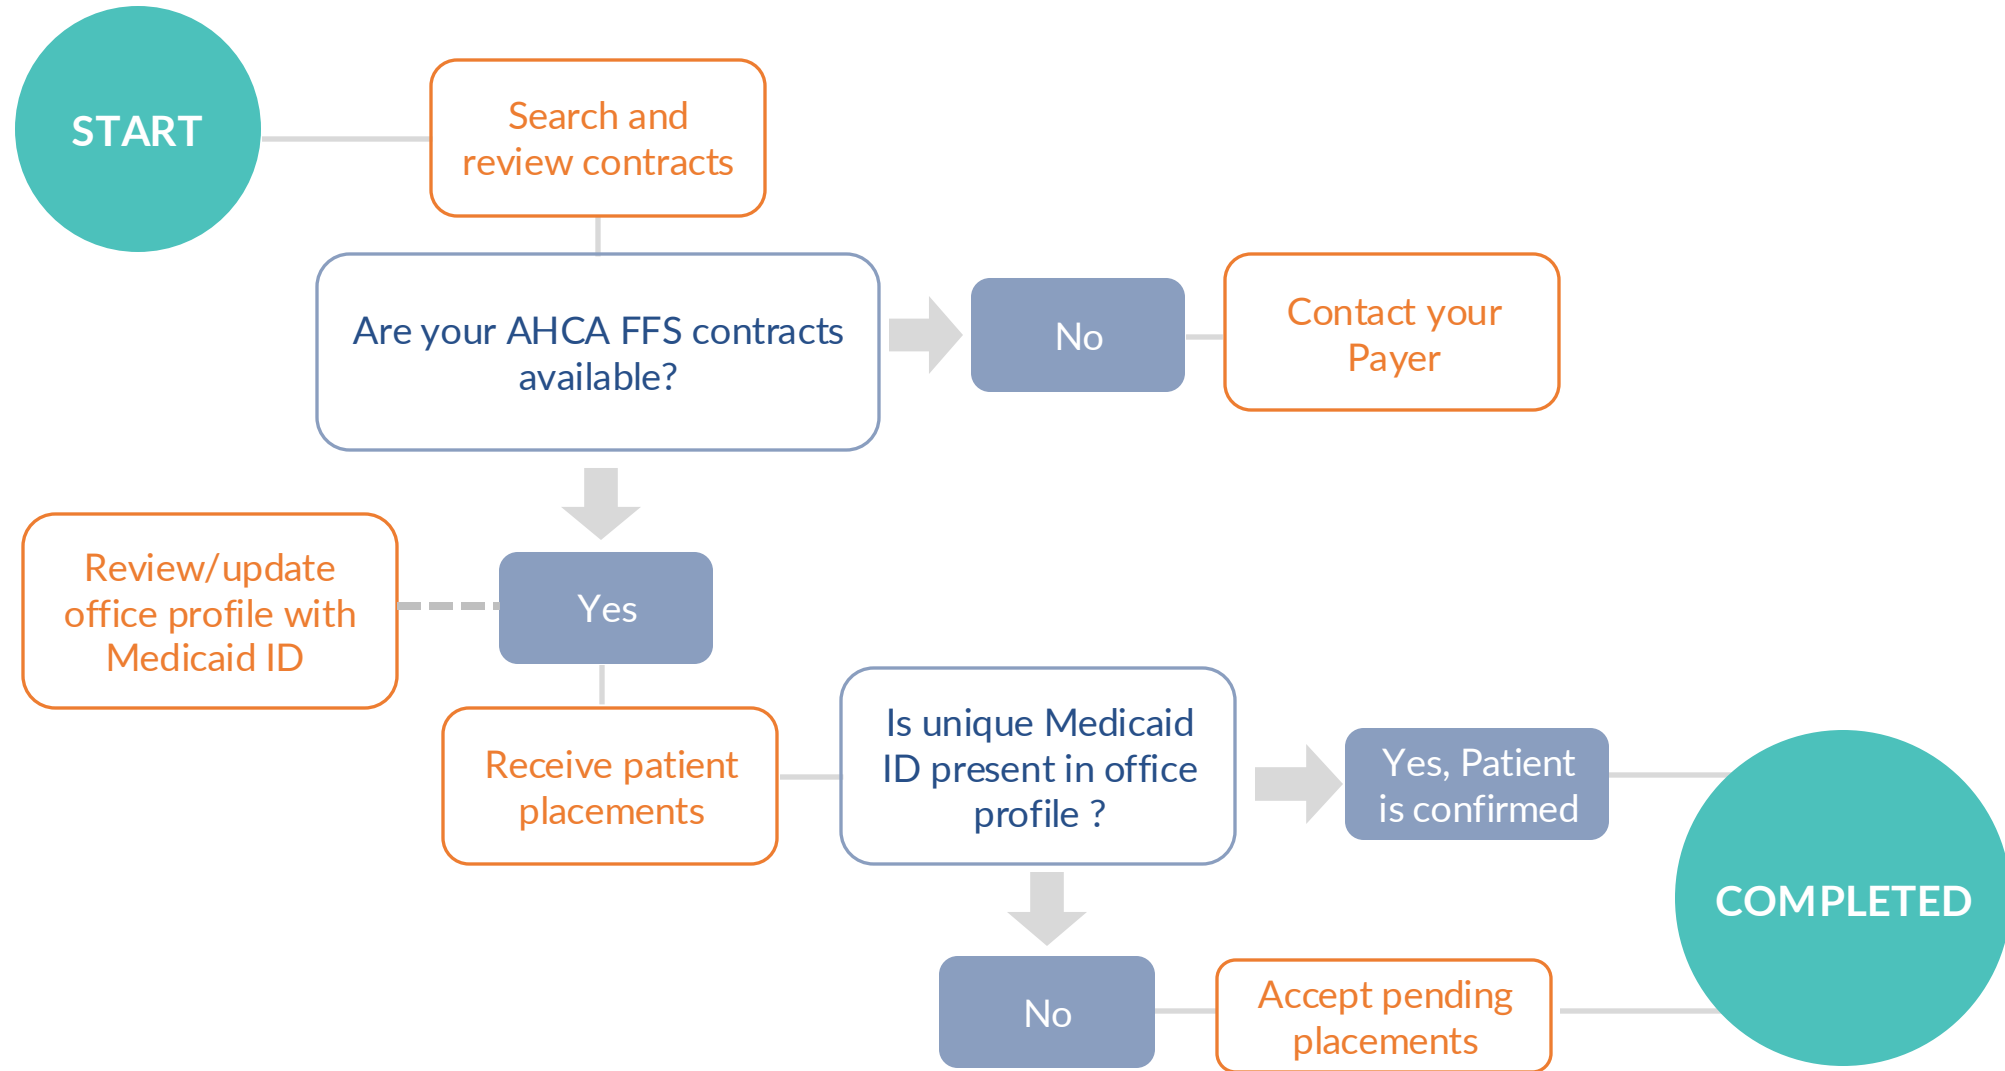 START
Search and
review contracts
Are your AHCA FFS contracts
available?
No
Contact your
Payer
Review/update
office profile with
Medicaid ID
Yes
Receive patient
placements
Is unique Medicaid
ID present in office
profile ?
Yes, Patient
is confirmed
COMPLETED
No
Accept pending
placements